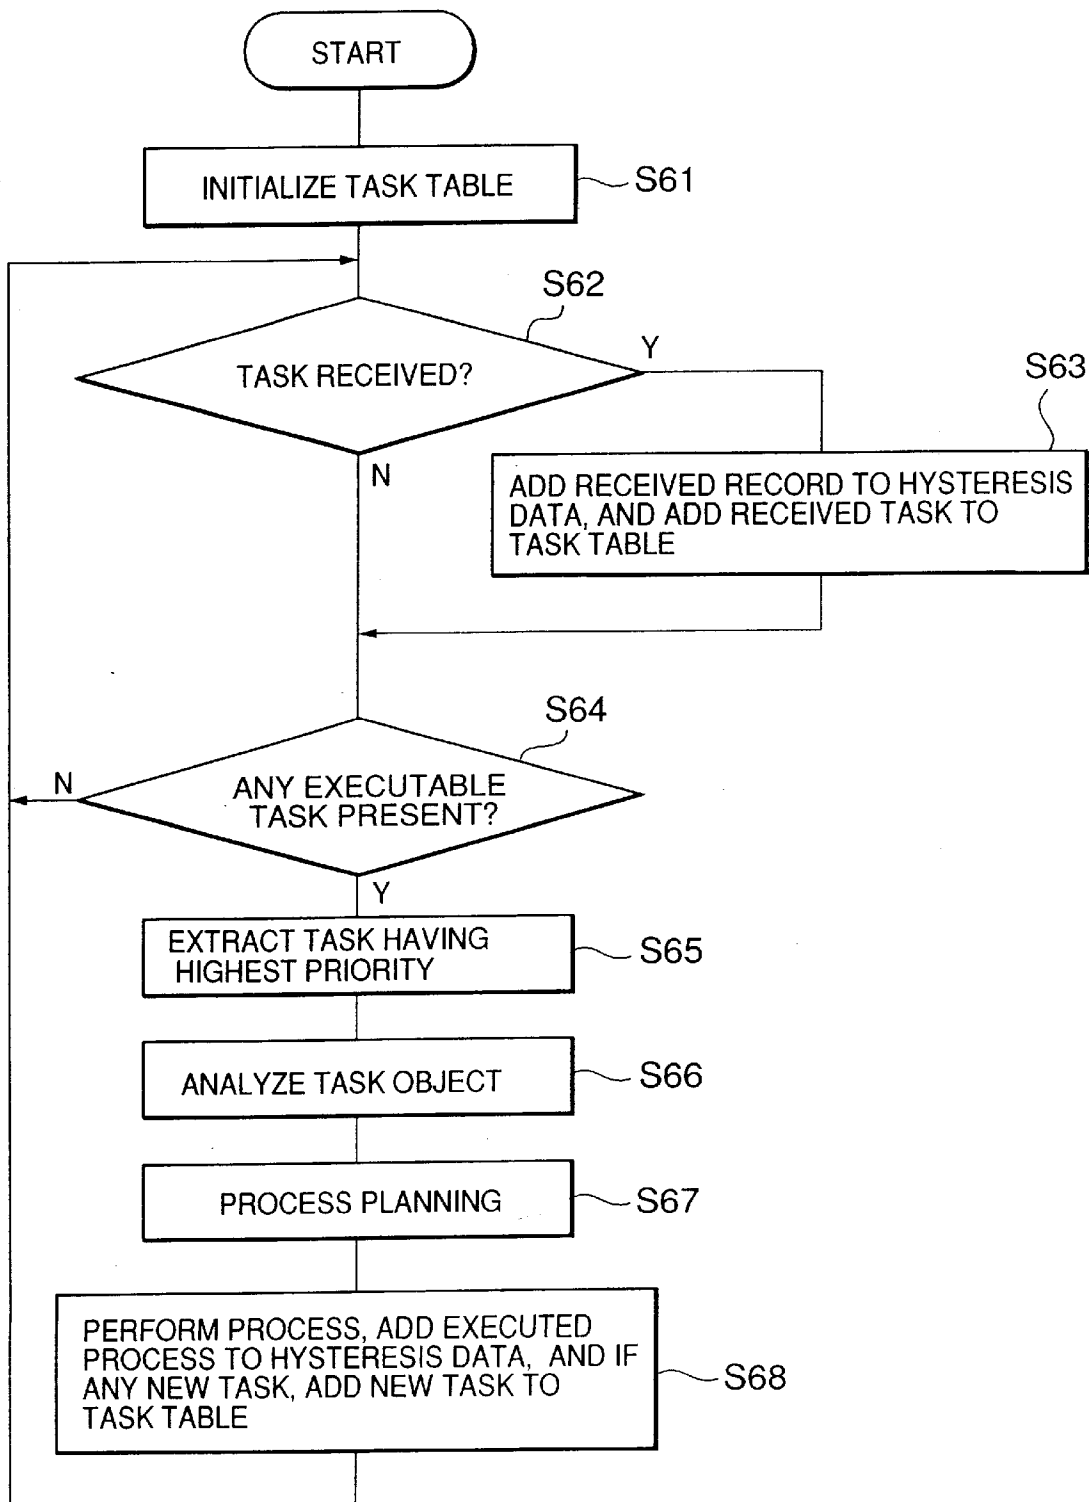 START
INITIALIZE TASK TABLE
S61
S62
TASK RECEIVED?
Y
N
S63
ADD RECEIVED RECORD TO HYSTERESIS
DATA, AND ADD RECEIVED TASK TO
TASK TABLE
S64
ANY EXECUTABLE
TASK PRESENT?
N
Y
EXTRACT TASK HAVING
HIGHEST PRIORITY
S65
ANALYZE TASK OBJECT
S66
PROCESS PLANNING
S67
PERFORM PROCESS, ADD EXECUTED
PROCESS TO HYSTERESIS DATA, AND IF
ANY NEW TASK, ADD NEW TASK TO
TASK TABLE
S68